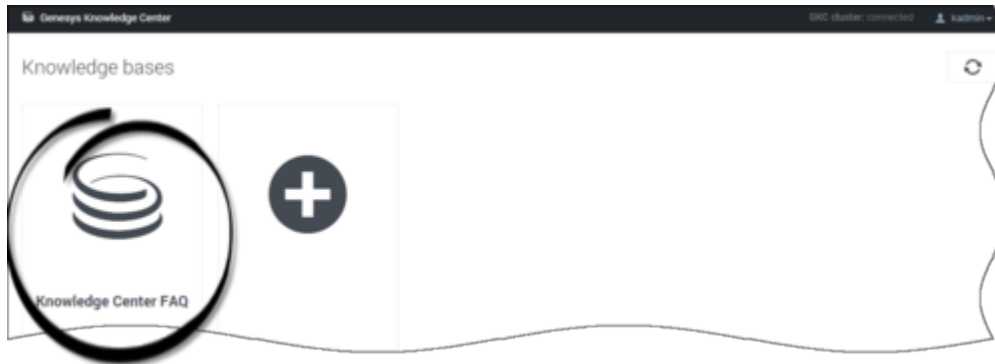 Genesys Knowledge Center
GKC cluster: connected
kadmin
Knowledge bases
Knowledge Center FAQ